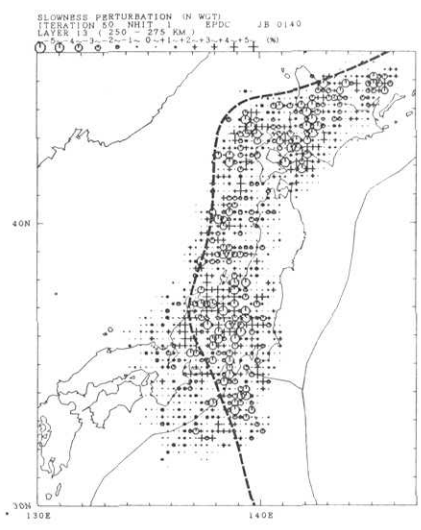 SLOWNESS PERTURBATION (N WGT)
ITERATION 50 NHIT 1 EPDC JB 0140
LAYER 13 ( 250 - 275 KM )
-5~-4~-3~-2~-1~ 0~+1~+2~+3~+4~+5~ (%)
40N
30N
130E 140E